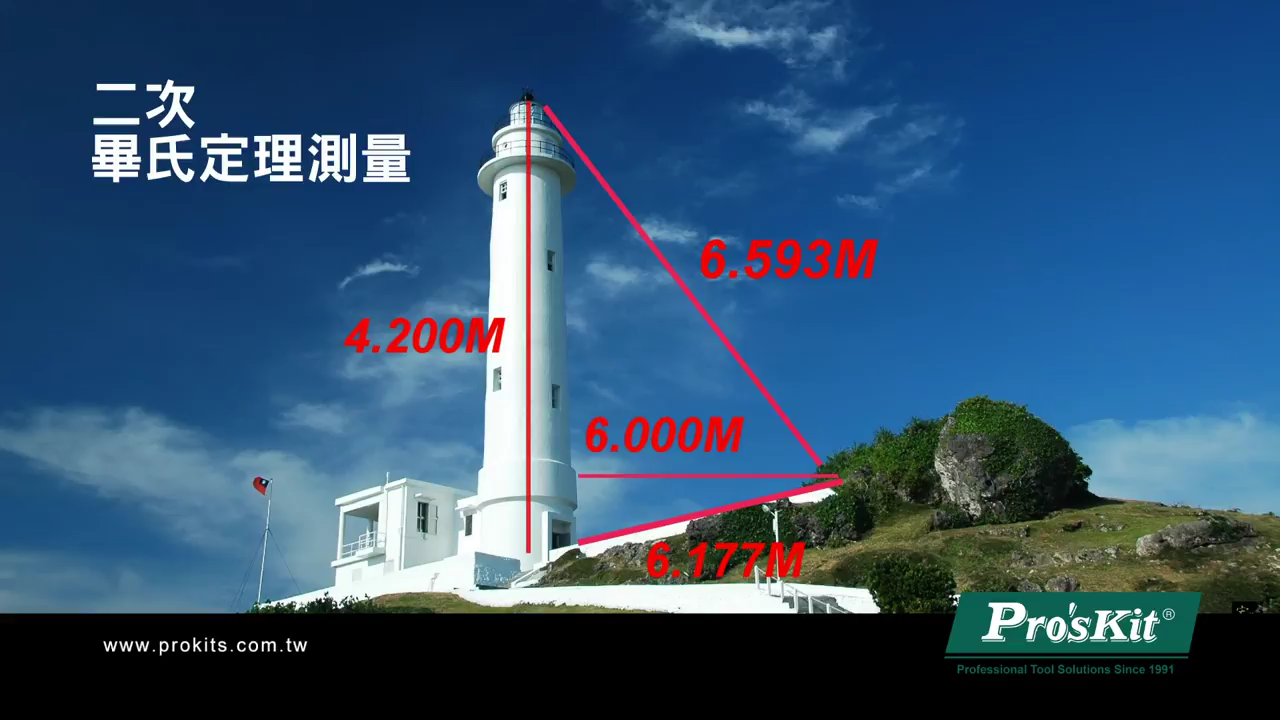 二次
畢氏定理測量
6.593M
4.200M
6.000M
6.177M
www.prokits.com.tw
Pro'sKit®
Professional Tool Solutions Since 1991